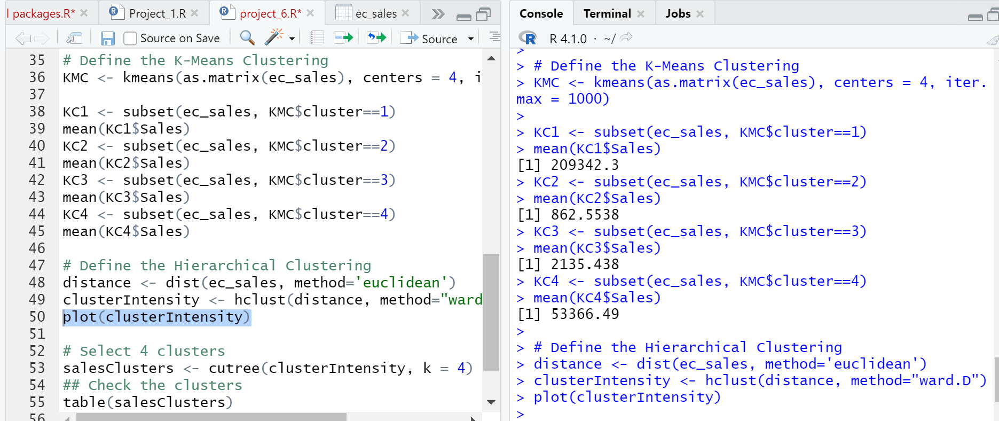 l packages.R*
Project_1.R
project_6.R*
ec_sales
Source on Save
Source
35 # Define the K-Means Clustering
36 KMC <- kmeans(as.matrix(ec_sales), centers = 4, i
37
38 KC1 <- subset(ec_sales, KMC$cluster==1)
39 mean(KC1$Sales)
40 KC2 <- subset(ec_sales, KMC$cluster==2)
41 mean(KC2$Sales)
42 KC3 <- subset(ec_sales, KMC$cluster==3)
43 mean(KC3$Sales)
44 KC4 <- subset(ec_sales, KMC$cluster==4)
45 mean(KC4$Sales)
46
47 # Define the Hierarchical Clustering
48 distance <- dist(ec_sales, method='euclidean')
49 clusterIntensity <- hclust(distance, method="ward
50 plot(clusterIntensity)
51
52 # Select 4 clusters
53 salesClusters <- cutree(clusterIntensity, k = 4)
54 ## Check the clusters
55 table(salesClusters)
56
Console Terminal Jobs
R R 4.1.0 · ~/
>
> # Define the K-Means Clustering
> KMC <- kmeans(as.matrix(ec_sales), centers = 4, iter.
max = 1000)
>
> KC1 <- subset(ec_sales, KMC$cluster==1)
> mean(KC1$Sales)
[1] 209342.3
> KC2 <- subset(ec_sales, KMC$cluster==2)
> mean(KC2$Sales)
[1] 862.5538
> KC3 <- subset(ec_sales, KMC$cluster==3)
> mean(KC3$Sales)
[1] 2135.438
> KC4 <- subset(ec_sales, KMC$cluster==4)
> mean(KC4$Sales)
[1] 53366.49
>
> # Define the Hierarchical Clustering
> distance <- dist(ec_sales, method='euclidean')
> clusterIntensity <- hclust(distance, method="ward.D")
> plot(clusterIntensity)
>